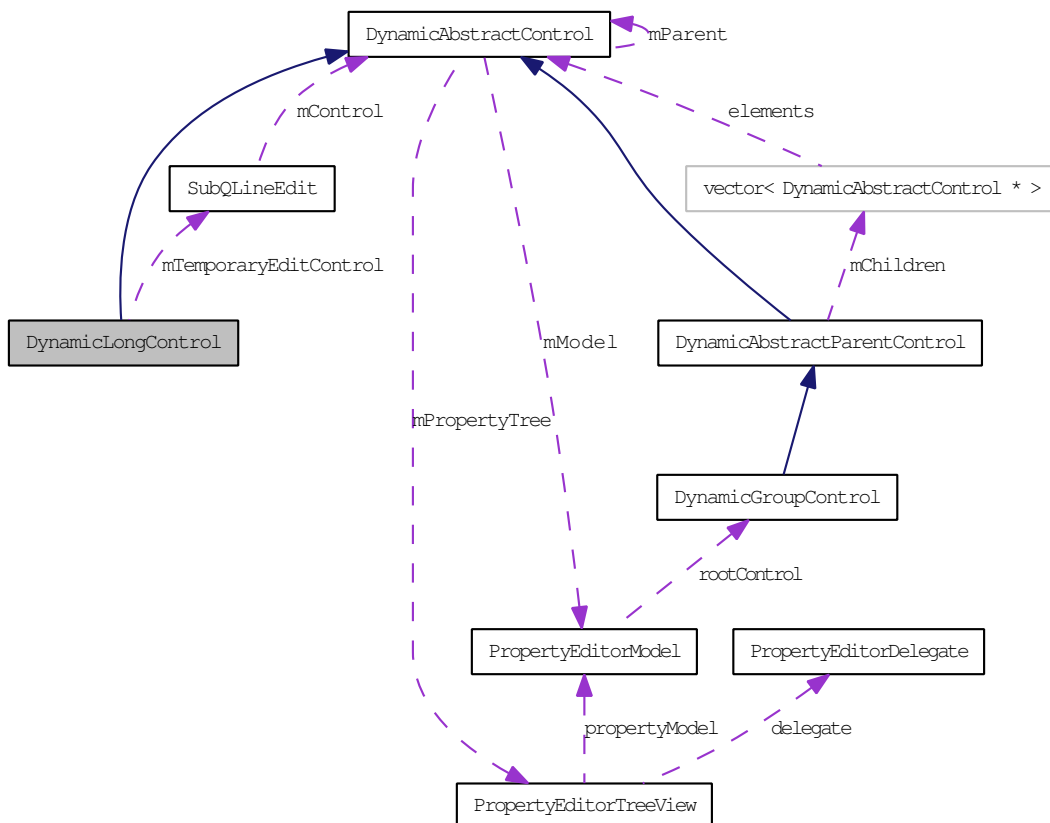 DynamicAbstractControl
mParent
mControl
elements
SubQLineEdit
vector< DynamicAbstractControl * >
mTemporaryEditControl
mChildren
DynamicLongControl
mModel
DynamicAbstractParentControl
mPropertyTree
DynamicGroupControl
rootControl
PropertyEditorModel
PropertyEditorDelegate
propertyModel
delegate
PropertyEditorTreeView